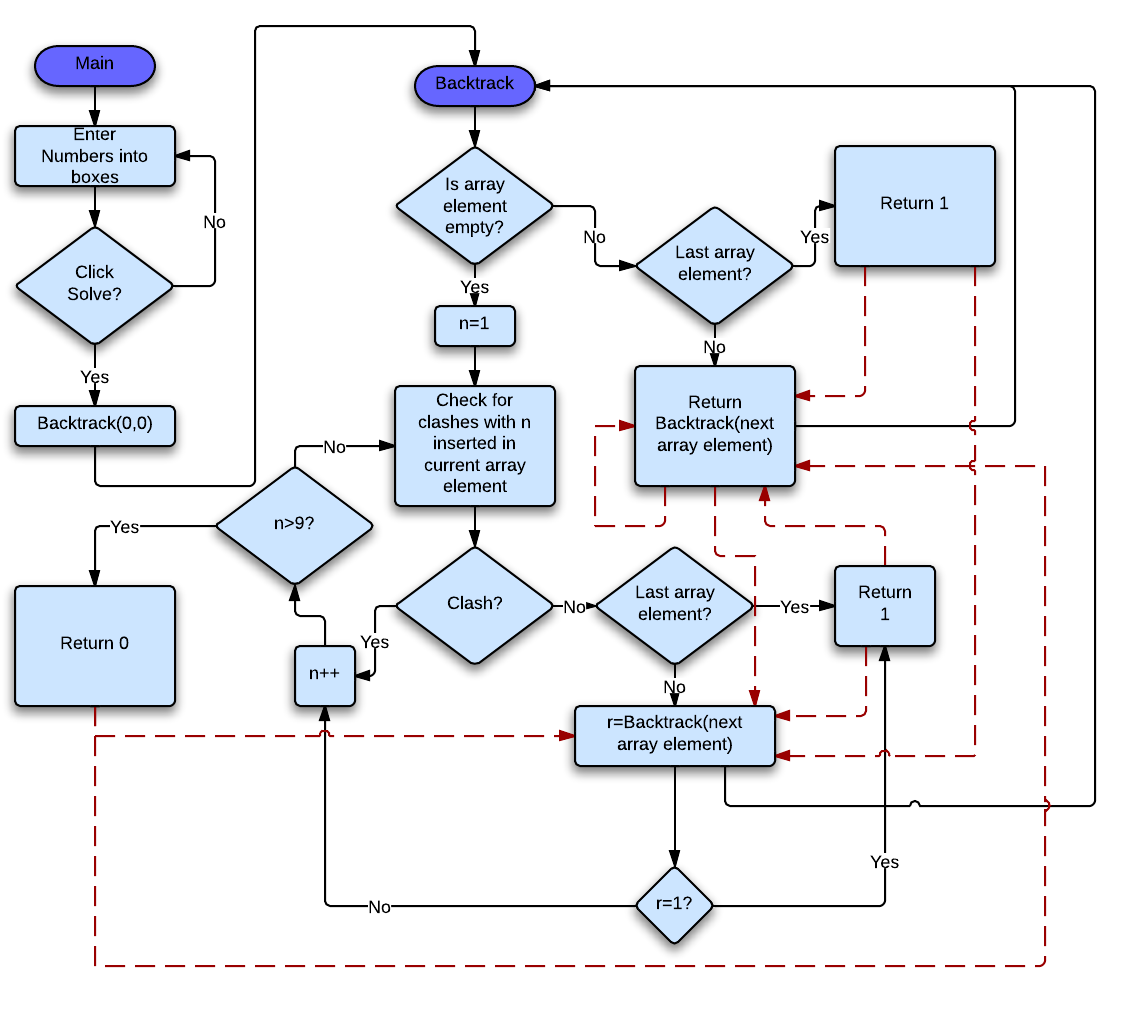 Main
Enter
Numbers into
boxes
No
Click
Solve?
Yes
Backtrack(0,0)
Backtrack
Is array
element
empty?
No
Yes
Last array
element?
Yes
Return 1
No
n=1
Check for
clashes with n
inserted in
current array
element
Return
Backtrack(next
array element)
No
n>9?
Yes
Return 0
Clash?
No
Yes
n++
Last array
element?
Yes
Return
1
No
r=Backtrack(next
array element)
Yes
r=1?
No